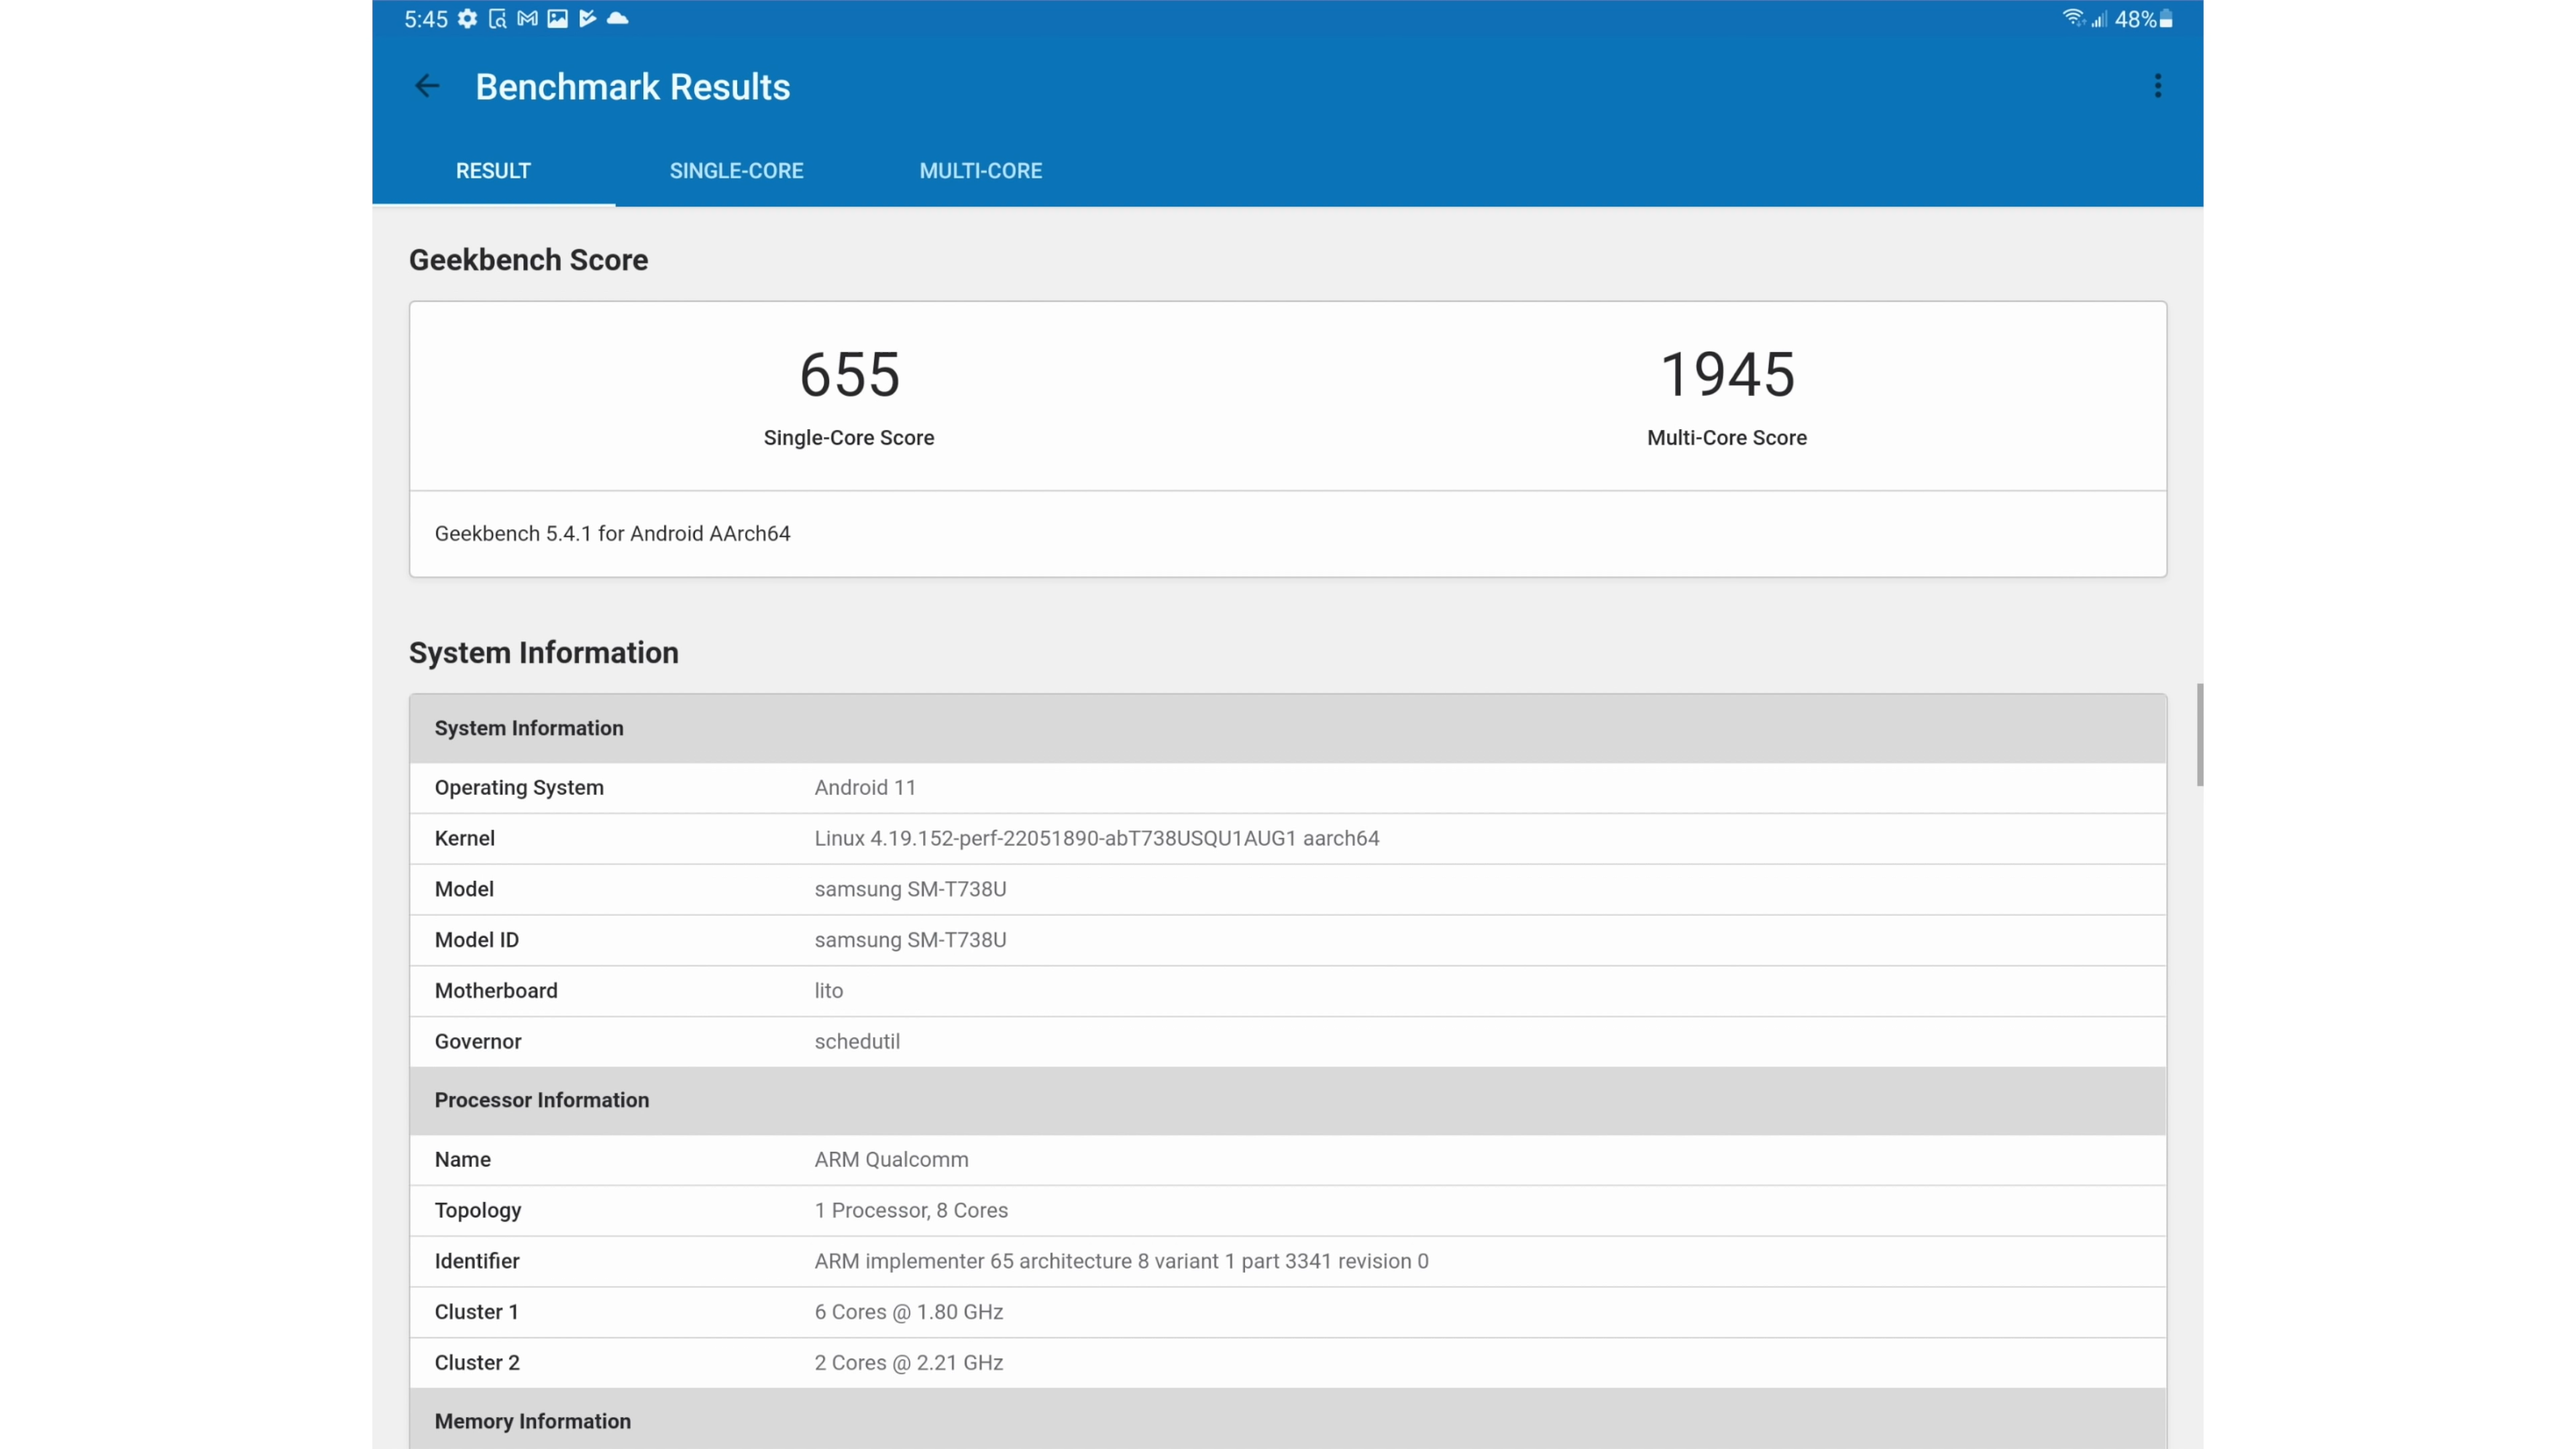 5:45 48%
Benchmark Results
RESULT SINGLE-CORE MULTI-CORE
Geekbench Score
655 1945
Single-Core Score Multi-Core Score
Geekbench 5.4.1 for Android AArch64
System Information
System Information
Operating System Android 11
Kernel Linux 4.19.152-perf-22051890-abT738USQU1AUG1 aarch64
Model samsung SM-T738U
Model ID samsung SM-T738U
Motherboard lito
Governor schedutil
Processor Information
Name ARM Qualcomm
Topology 1 Processor, 8 Cores
Identifier ARM implementer 65 architecture 8 variant 1 part 3341 revision 0
Cluster 1 6 Cores @ 1.80 GHz
Cluster 2 2 Cores @ 2.21 GHz
Memory Information